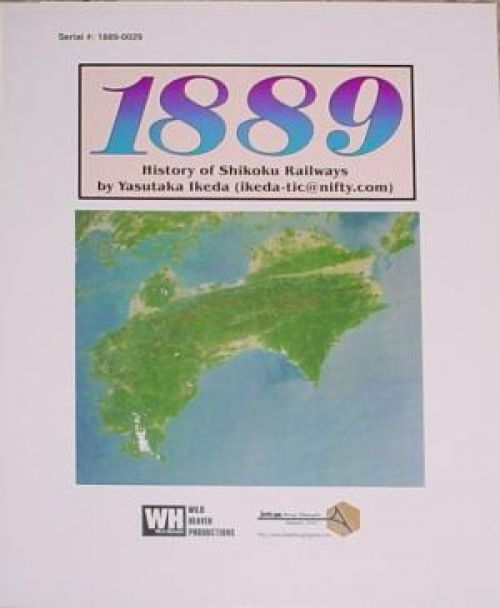 Serial #: 1889-0029
1889
History of Shikoku Railways
by Yasutaka Ikeda (ikeda-tic@nifty.com)
WH
WILD
HEAVEN
PRODUCTIONS